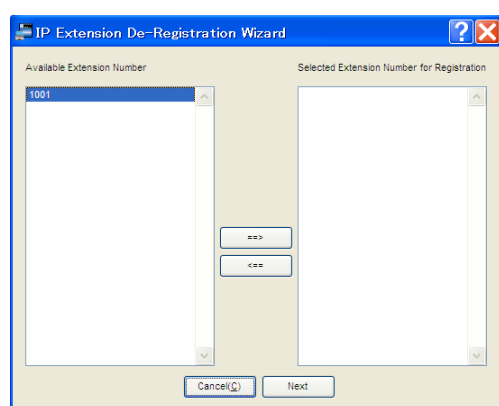 IP Extension De-Registration Wizard
Available Extension Number
Selected Extension Number for Registration
1001
==>
<==
Cancel(C)
Next